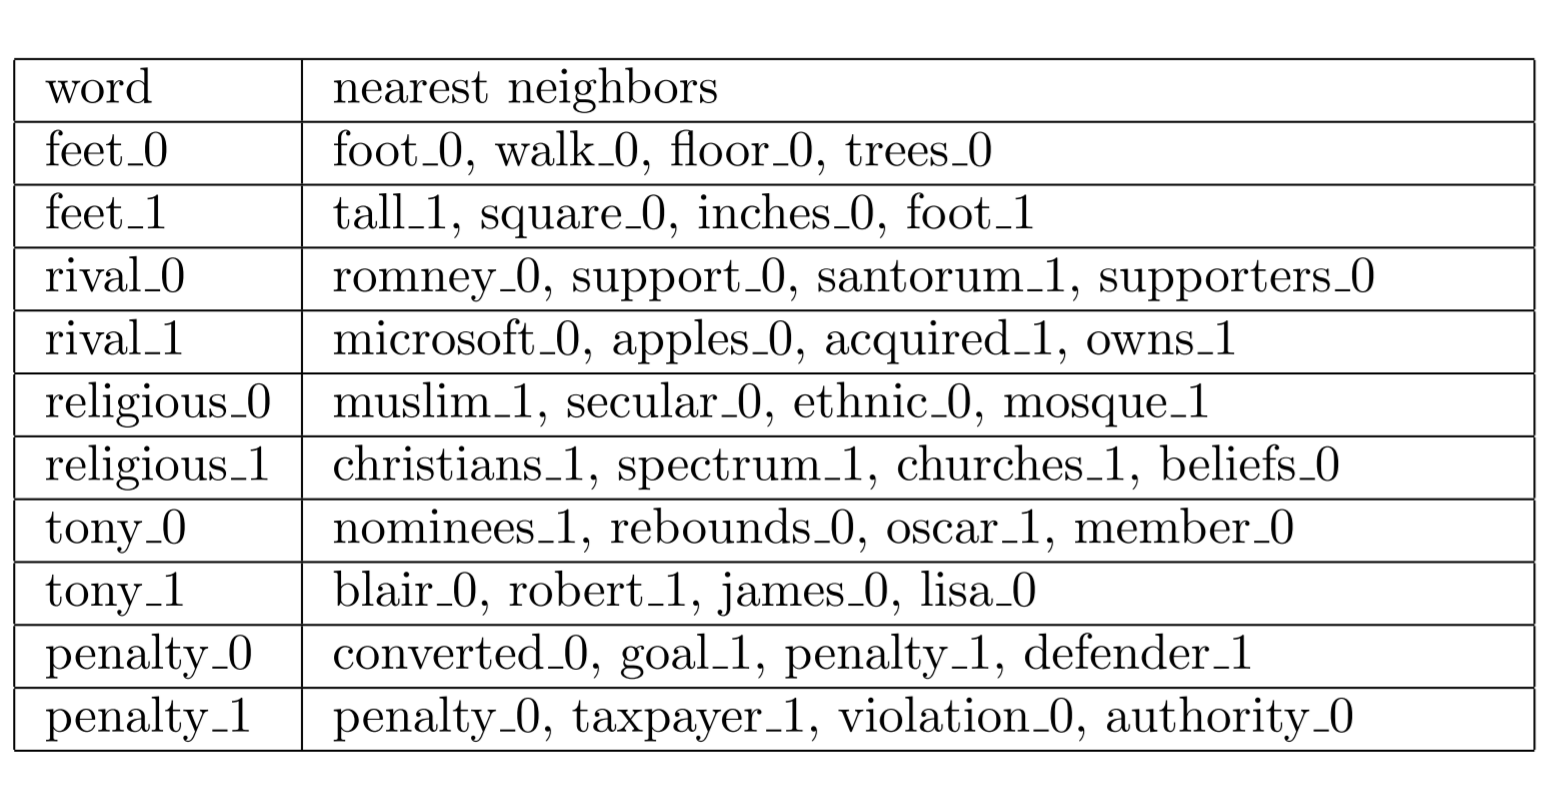 word nearest neighbors
feet_0 foot_0, walk_0, floor_0, trees_0
feet_1 tall_1, square_0, inches_0, foot_1
rival_0 romney_0, support_0, santorum_1, supporters_0
rival_1 microsoft_0, apples_0, acquired_1, owns_1
religious_0 muslim_1, secular_0, ethnic_0, mosque_1
religious_1 christians_1, spectrum_1, churches_1, beliefs_0
tony_0 nominees_1, rebounds_0, oscar_1, member_0
tony_1 blair_0, robert_1, james_0, lisa_0
penalty_0 converted_0, goal_1, penalty_1, defender_1
penalty_1 penalty_0, taxpayer_1, violation_0, authority_0